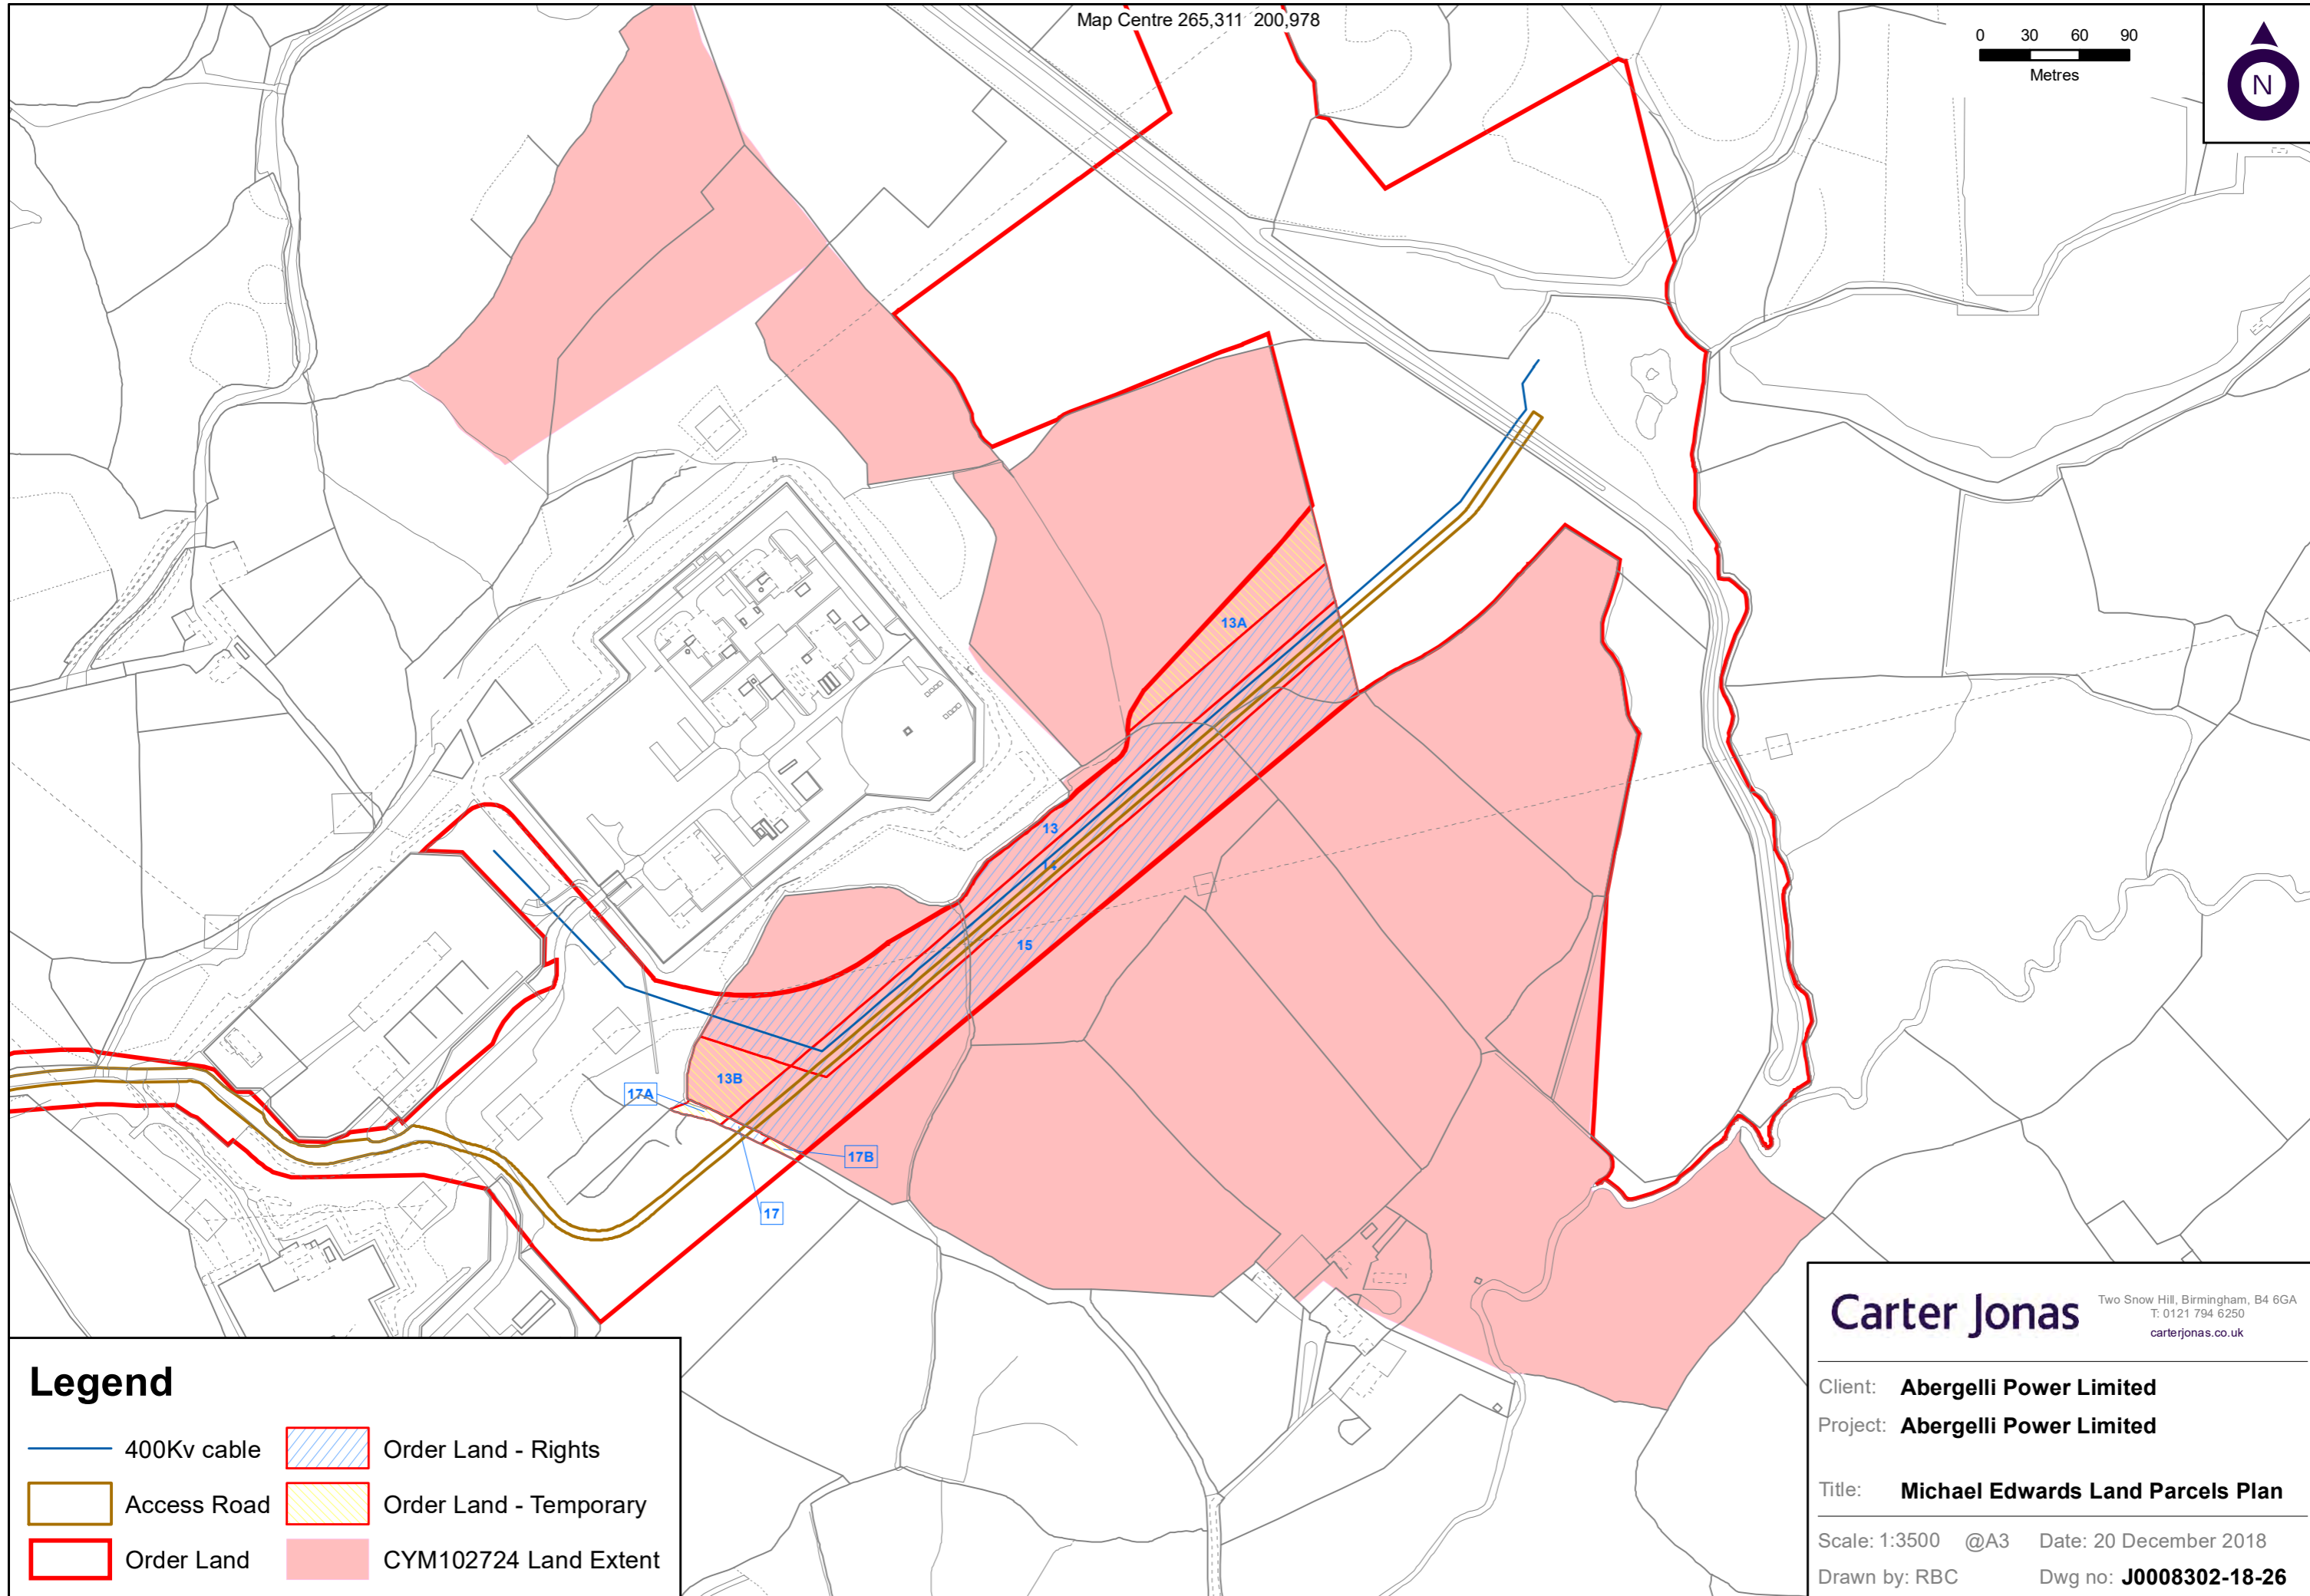 Map Centre 265,311 200,978
0 30 60 90
Metres
N
13A
13
14
15
13B
17A
17B
17
Legend
400Kv cable
Order Land - Rights
Access Road
Order Land - Temporary
Order Land
CYM102724 Land Extent
Carter Jonas
Two Snow Hill, Birmingham, B4 6GA
T: 0121 794 6250
carterjonas.co.uk
Client: Abergelli Power Limited
Project: Abergelli Power Limited
Title: Michael Edwards Land Parcels Plan
Scale: 1:3500 @A3 Date: 20 December 2018
Drawn by: RBC Dwg no: J0008302-18-26